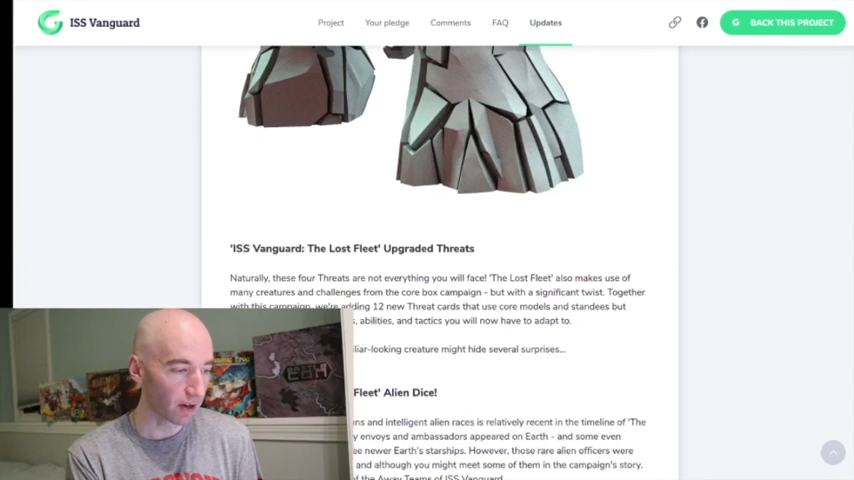 ISS Vanguard
Project
Your pledge
Comments
FAQ
Updates
G BACK THIS PROJECT
'ISS Vanguard: The Lost Fleet' Upgraded Threats
Naturally, these four Threats are not everything you will face! 'The Lost Fleet' also makes use of
many creatures and challenges from the core box campaign - but with a significant twist. Together
with this campaign, we're adding 12 new Threat cards that use core models and standees but
, abilities, and tactics you will now have to adapt to.
iliar-looking creature might hide several surprises...
Fleet' Alien Dice!
ns and intelligent alien races is relatively recent in the timeline of 'The
y envoys and ambassadors appeared on Earth - and some even
ee newer Earth's starships. However, those rare alien officers were
and although you might meet some of them in the campaign's story,
of the Away Teams of ISS Vanguard.